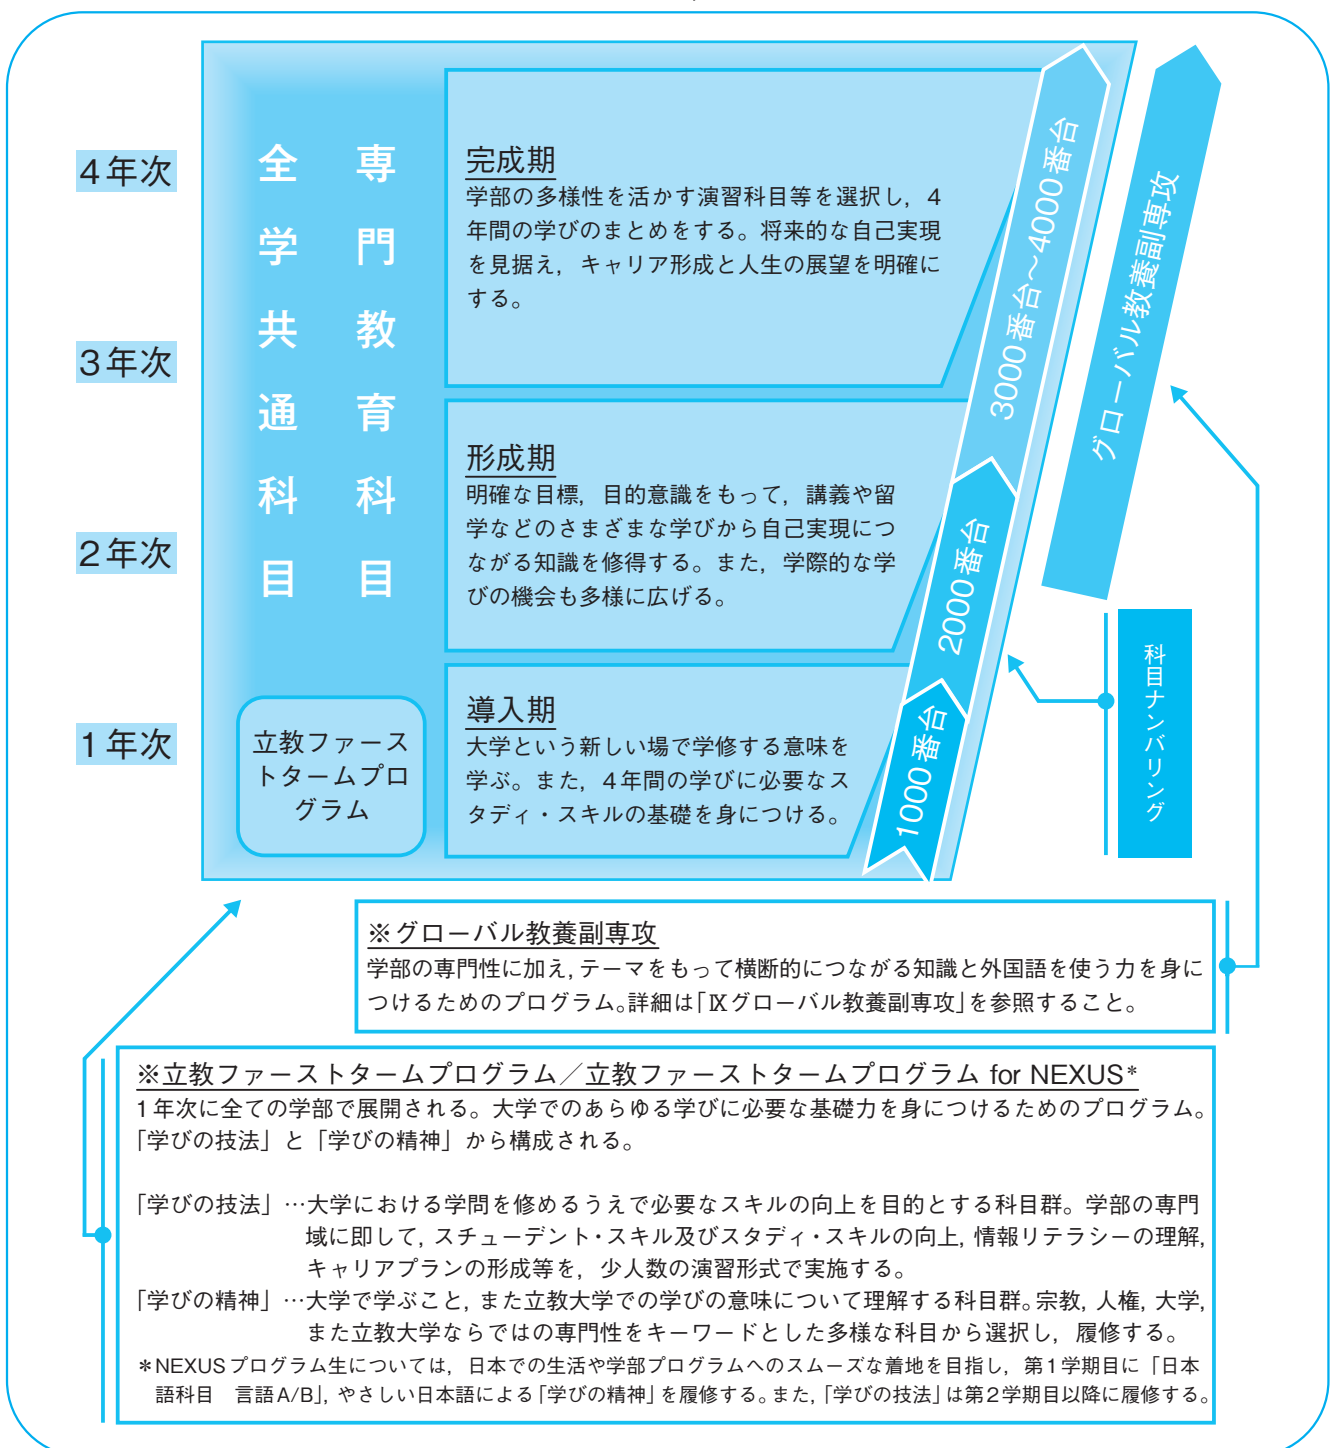 4年次
3年次
2年次
1年次
全学共通科目
専門教育科目
立教ファース
トタームプロ
グラム
完成期
学部の多様性を活かす演習科目等を選択し，4
年間の学びのまとめをする。将来的な自己実現
を見据え，キャリア形成と人生の展望を明確に
する。
形成期
明確な目標，目的意識をもって，講義や留
学などのさまざまな学びから自己実現につ
ながる知識を修得する。また，学際的な学
びの機会も多様に広げる。
導入期
大学という新しい場で学修する意味を
学ぶ。また，4年間の学びに必要なス
タディ・スキルの基礎を身につける。
3000番台～4000番台
2000番台
1000番台
グローバル教養副専攻
科目ナンバリング
※グローバル教養副専攻
学部の専門性に加え，テーマをもって横断的につながる知識と外国語を使う力を身に
つけるためのプログラム。詳細は「Ⅸグローバル教養副専攻」を参照すること。
※立教ファーストタームプログラム／立教ファーストタームプログラム for NEXUS*
1年次に全ての学部で展開される。大学でのあらゆる学びに必要な基礎力を身につけるためのプログラム。
「学びの技法」と「学びの精神」から構成される。
「学びの技法」…大学における学問を修めるうえで必要なスキルの向上を目的とする科目群。学部の専門
域に即して，スチューデント・スキル及びスタディ・スキルの向上，情報リテラシーの理解，
キャリアプランの形成等を，少人数の演習形式で実施する。
「学びの精神」…大学で学ぶこと，また立教大学での学びの意味について理解する科目群。宗教，人権，大学，
また立教大学ならではの専門性をキーワードとした多様な科目から選択し，履修する。
＊NEXUSプログラム生については，日本での生活や学部プログラムへのスムーズな着地を目指し，第1学期目に「日本
語科目　言語A/B」，やさしい日本語による「学びの精神」を履修する。また，「学びの技法」は第2学期目以降に履修する。